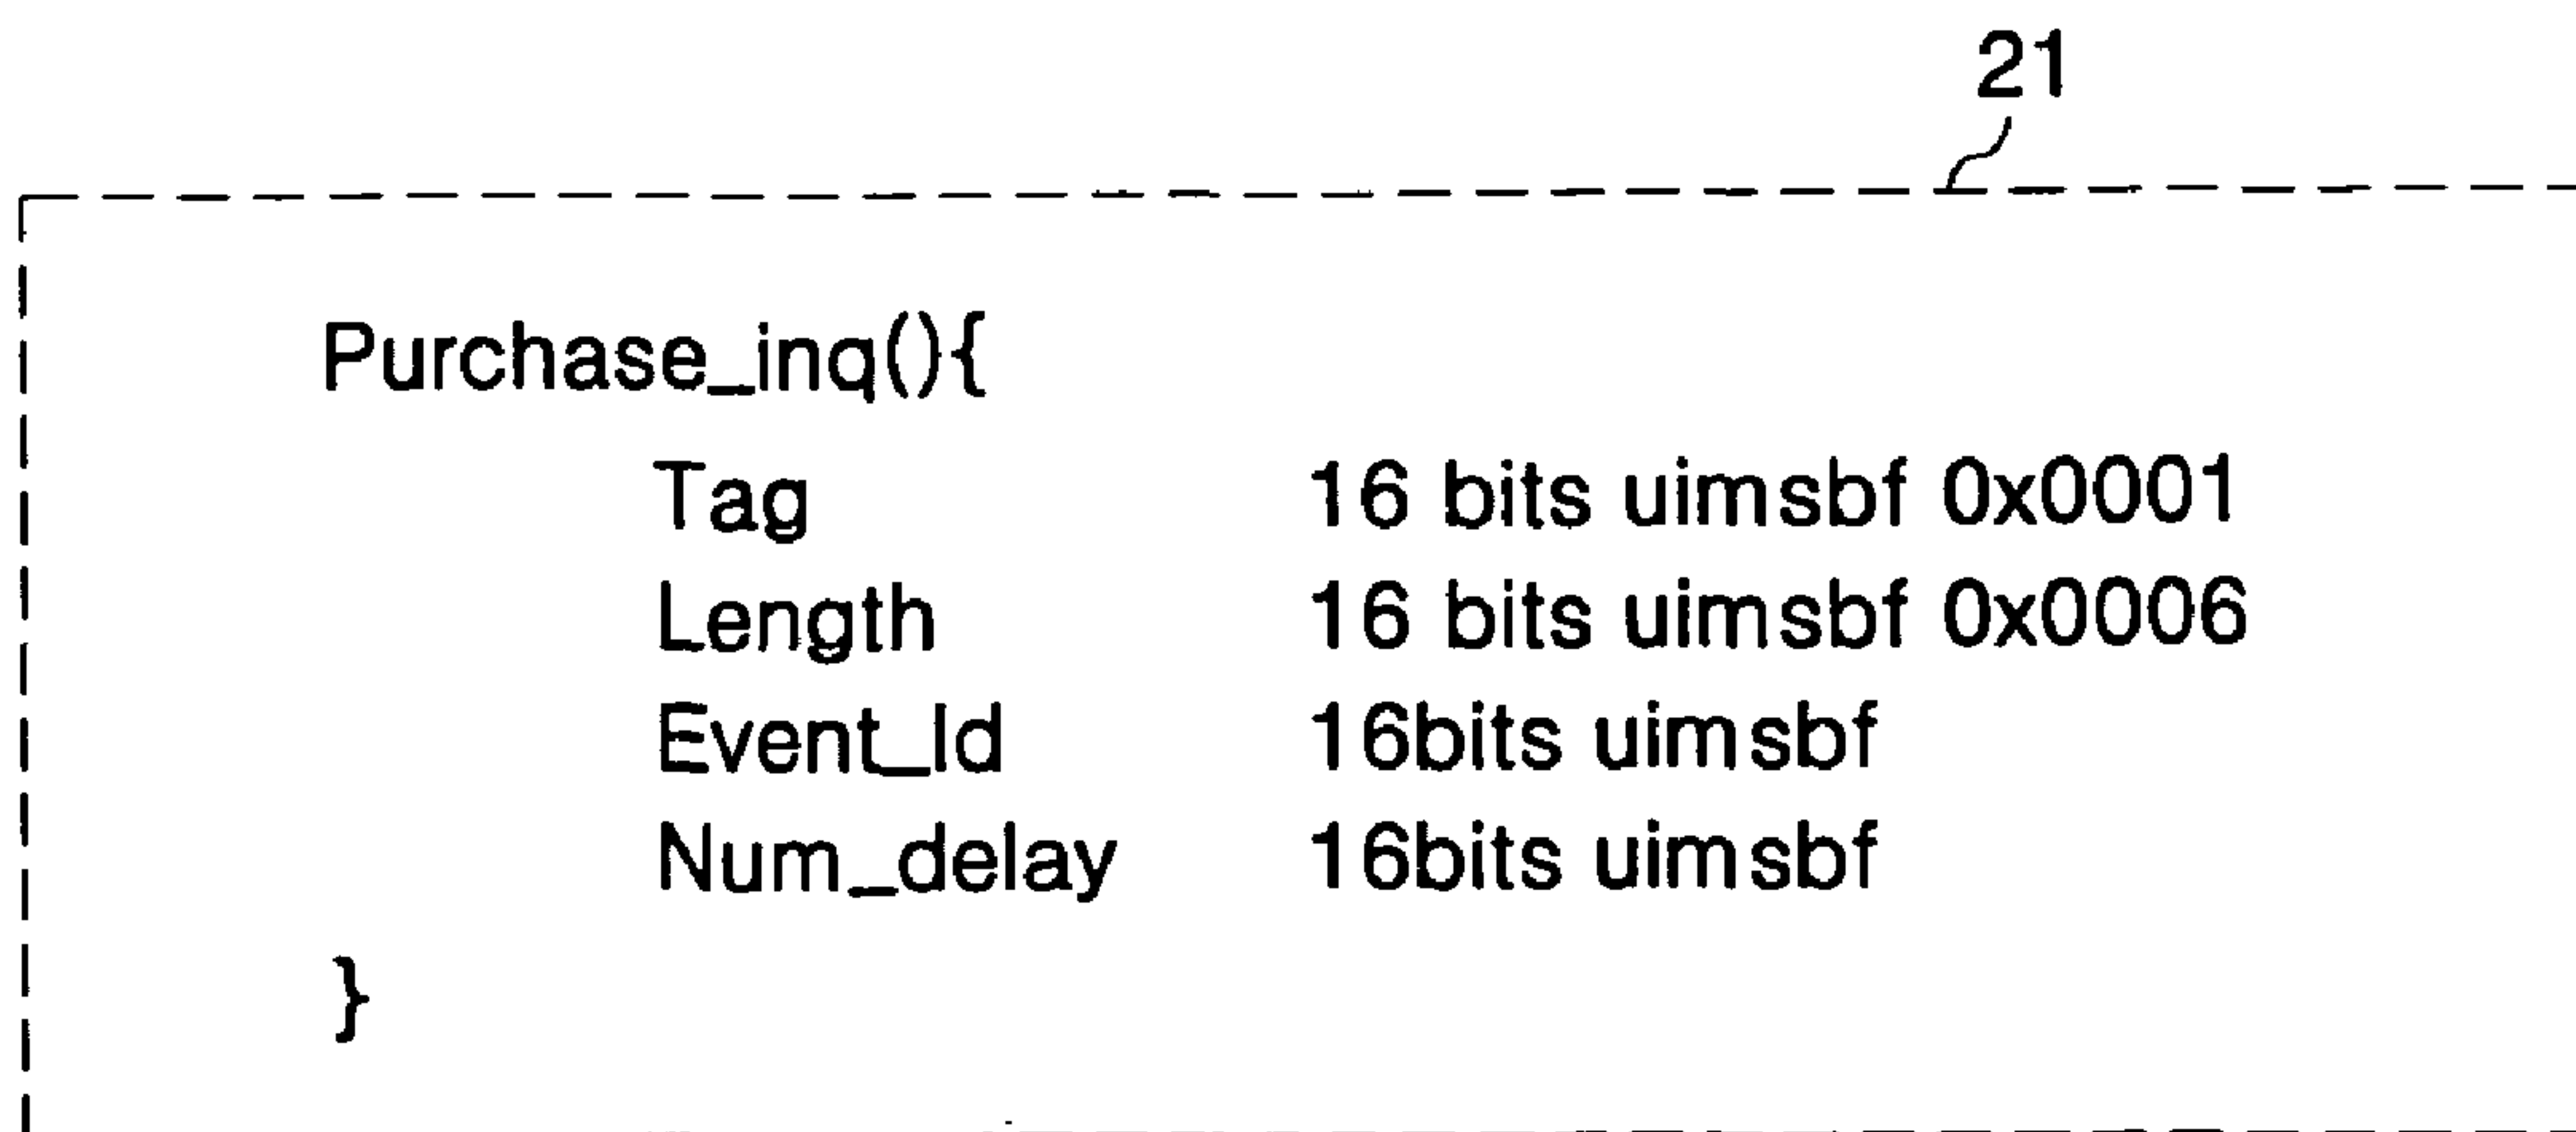 21
Purchase_inq(){
Tag 16 bits uimsbf 0x0001
Length 16 bits uimsbf 0x0006
Event_Id 16bits uimsbf
Num_delay 16bits uimsbf
}